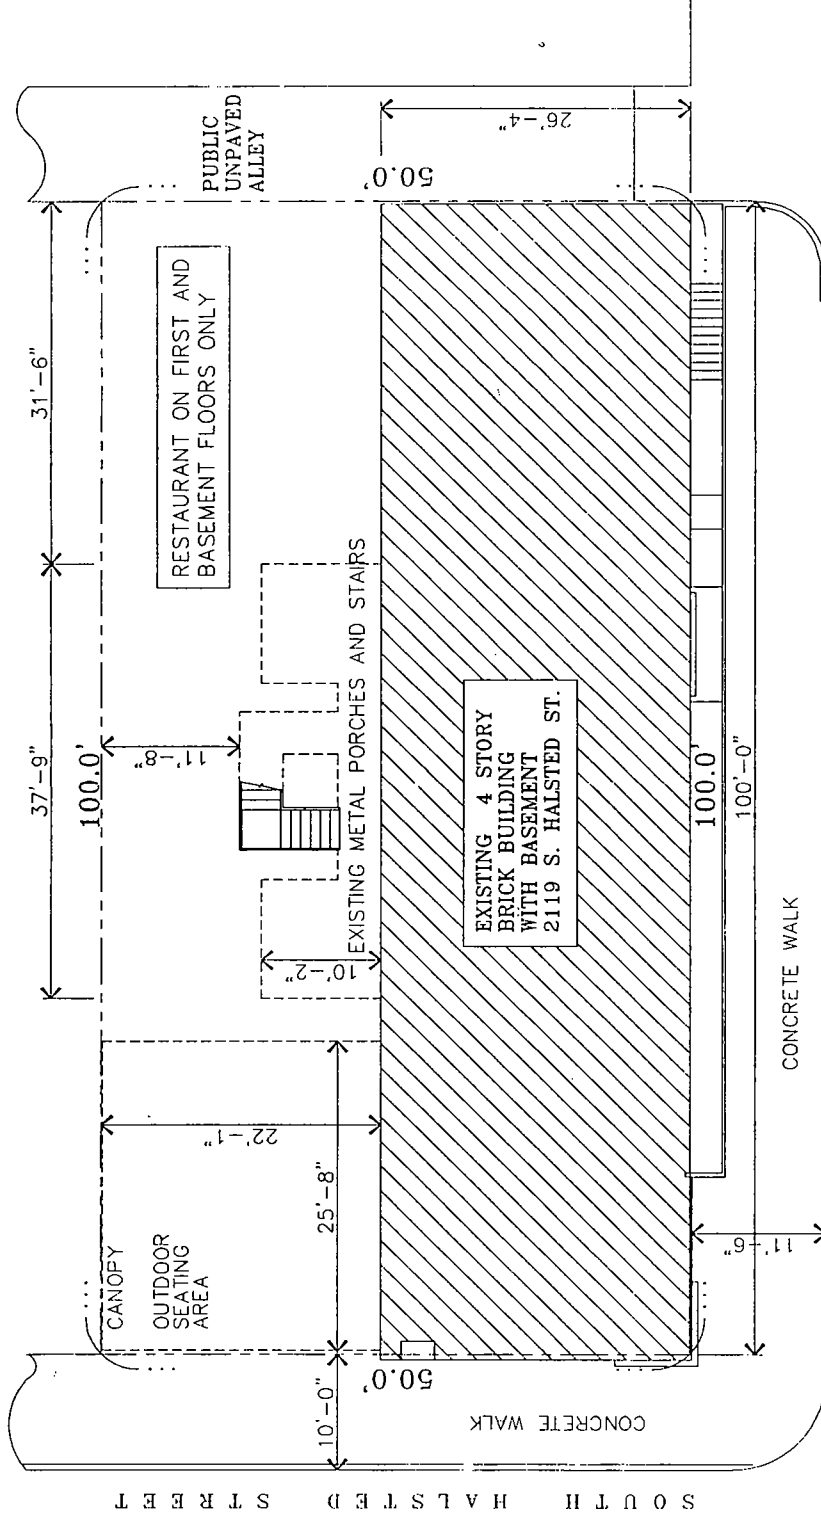 PUBLIC
UNPAVED
ALLEY
26'-4"
50.0'
31'-6"
RESTAURANT ON FIRST AND
BASEMENT FLOORS ONLY
37'-9"
100.0'
11'-8"
EXISTING METAL PORCHES AND STAIRS
10'-2"
EXISTING 4 STORY
BRICK BUILDING
WITH BASEMENT
2119 S. HALSTED ST.
100.0'
100'-0"
CONCRETE WALK
22'-1"
25'-8"
CANOPY
OUTDOOR
SEATING
AREA
11'-6"
10'-0"
50.0'
CONCRETE WALK
SOUTH HALSTED STREET